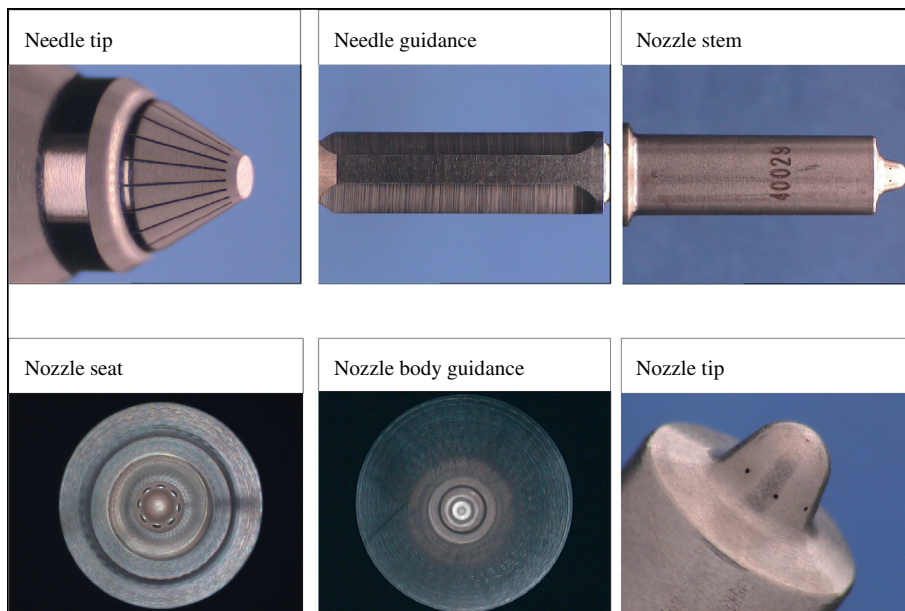 Needle tip
Needle guidance
Nozzle stem
40029
Nozzle seat
Nozzle body guidance
Nozzle tip